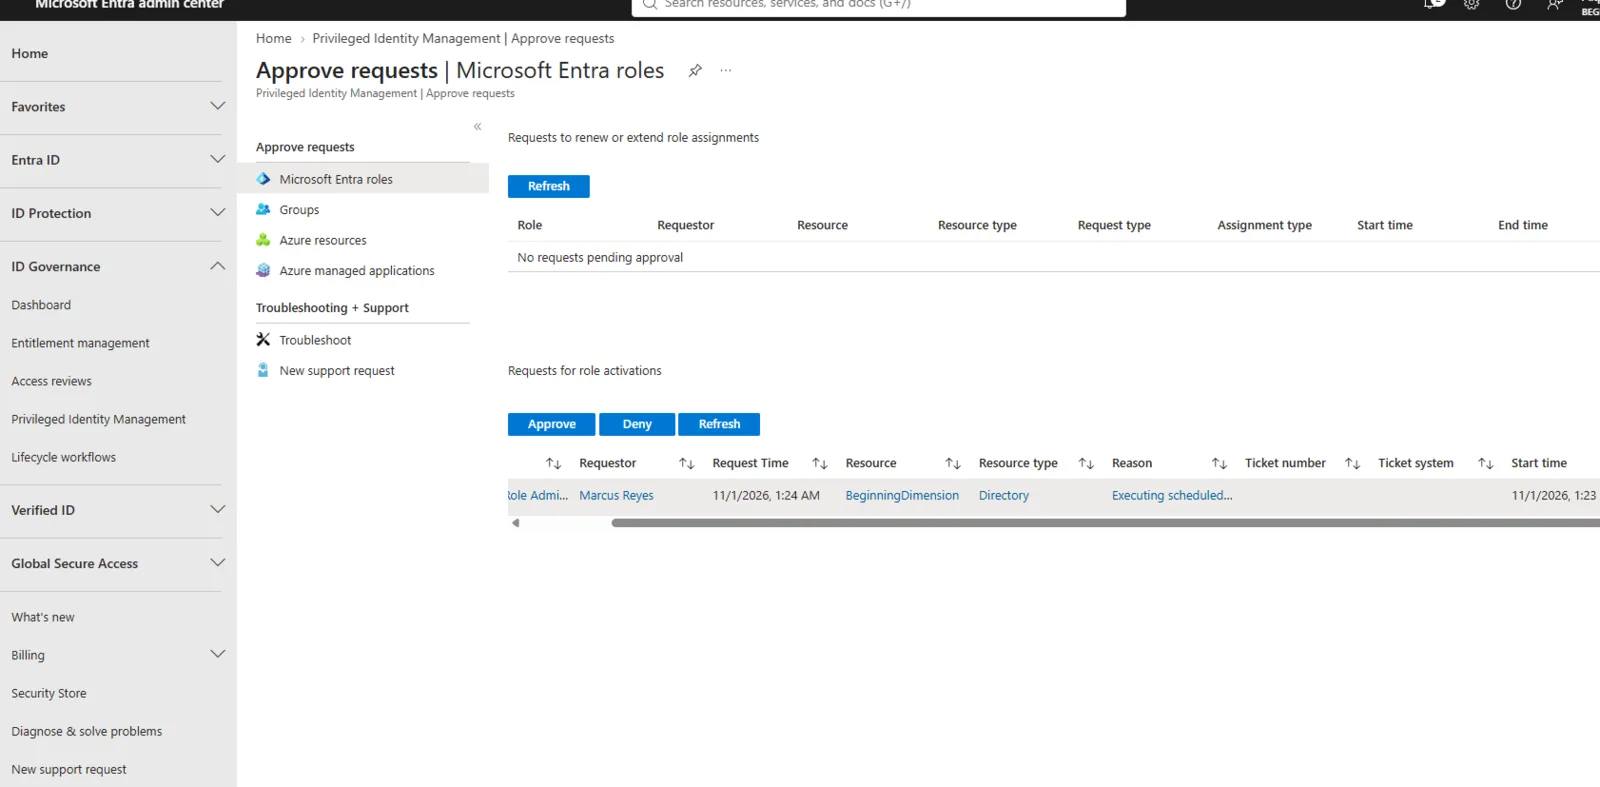 Microsoft Entra admin center
Search resources, services, and docs (G+/)
BEG
Home
Favorites
Entra ID
ID Protection
ID Governance
Dashboard
Entitlement management
Access reviews
Privileged Identity Management
Lifecycle workflows
Verified ID
Global Secure Access
What's new
Billing
Security Store
Diagnose & solve problems
New support request
Home > Privileged Identity Management | Approve requests
Approve requests | Microsoft Entra roles ...
Privileged Identity Management | Approve requests
«
Approve requests
Microsoft Entra roles
Groups
Azure resources
Azure managed applications
Troubleshooting + Support
Troubleshoot
New support request
Requests to renew or extend role assignments
Refresh
Role Requestor Resource Resource type Request type Assignment type Start time End time
No requests pending approval
Requests for role activations
Approve Deny Refresh
Requestor Request Time Resource Resource type Reason Ticket number Ticket system Start time
Role Admi... Marcus Reyes 11/1/2026, 1:24 AM BeginningDimension Directory Executing scheduled... 11/1/2026, 1:23